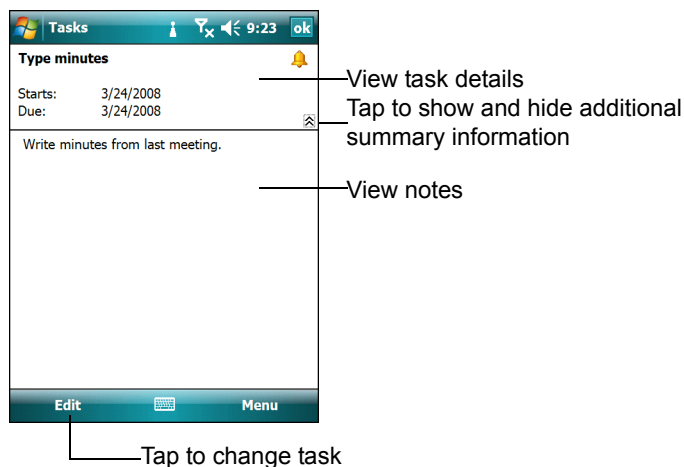 Tasks 9:23 ok
Type minutes
Starts: 3/24/2008
Due: 3/24/2008
Write minutes from last meeting.
Edit Menu
View task details
Tap to show and hide additional
summary information
View notes
Tap to change task